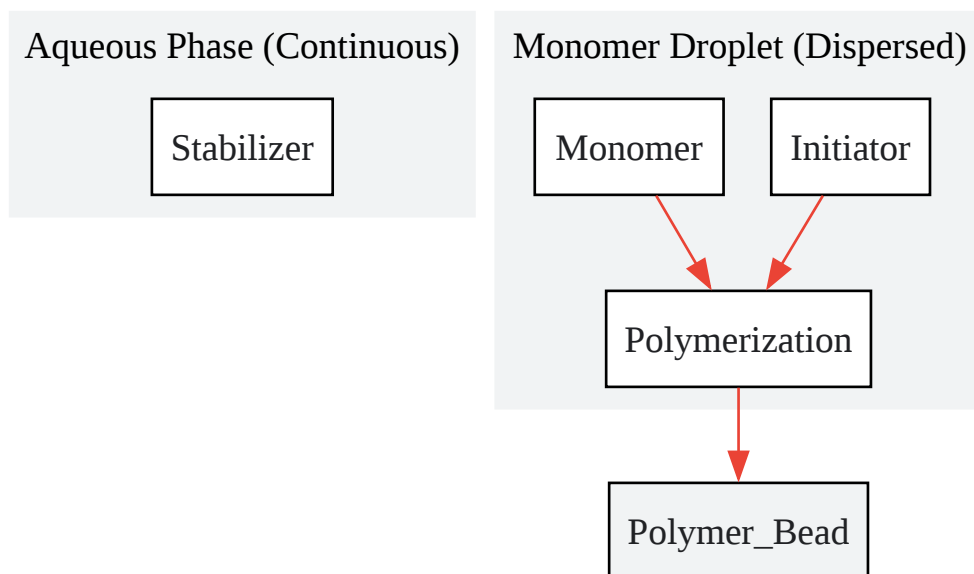 Aqueous Phase (Continuous)
Stabilizer
Monomer Droplet (Dispersed)
Monomer
Initiator
Polymerization
Polymer_Bead